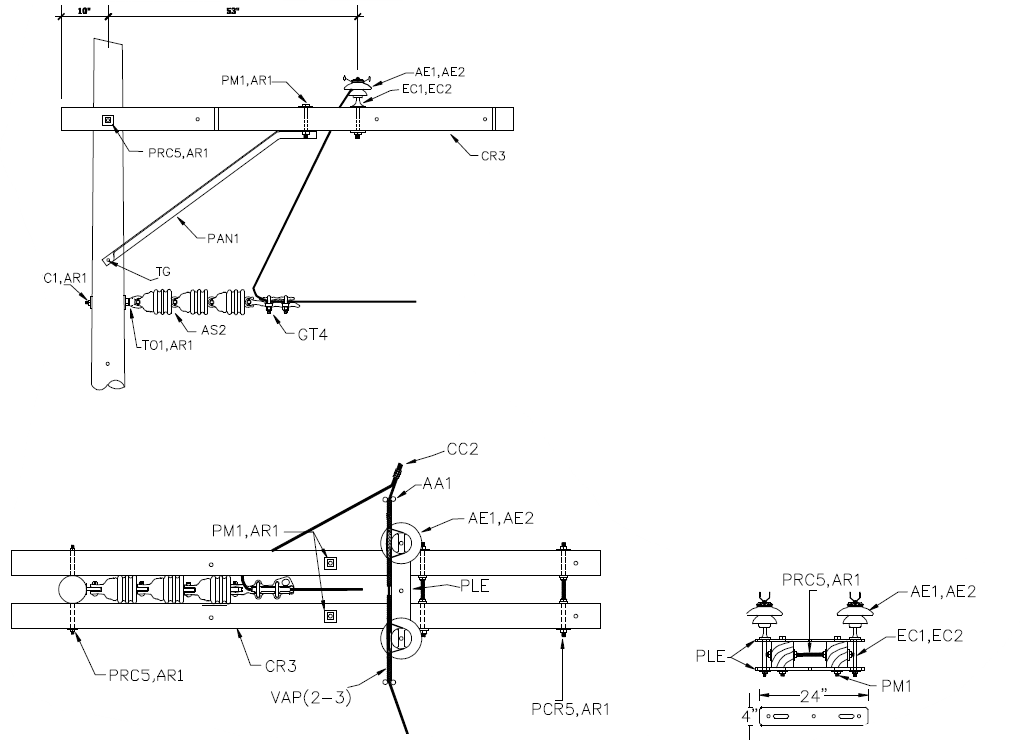 10"
53"
AE1,AE2
PM1,AR1
EC1,EC2
PRC5,AR1
CR3
PAN1
TG
C1,AR1
AS2
GT4
TO1,AR1
CC2
AA1
AE1,AE2
PM1,AR1
PLE
PRC5,AR1
AE1,AE2
EC1,EC2
PLE
PM1
CR3
PRC5,AR1
VAP(2-3)
PCR5,AR1
24"
4"